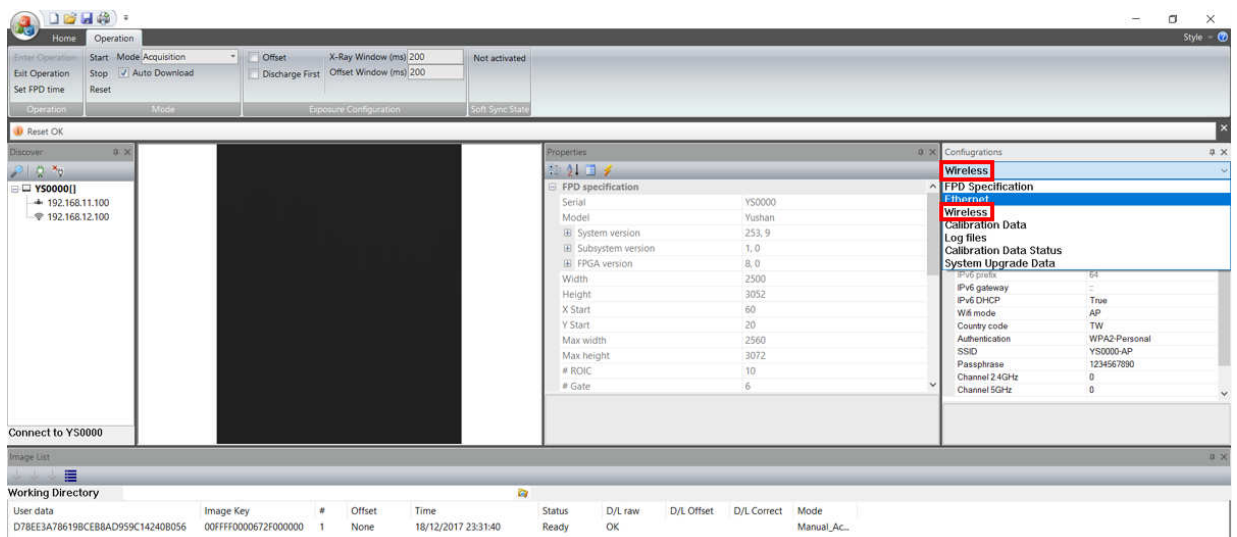 Home Operation Style
Enter Operation Start Mode Acquisition Offset X-Ray Window (ms) 200 Not activated
Exit Operation Stop Auto Download Discharge First Offset Window (ms) 200
Set FPD time Reset
Operation Mode Exposure Configuration Soft Sync State
Reset OK
Discover
YS0000[]
192.168.11.100
192.168.12.100
Connect to YS0000
Properties
FPD specification
Serial YS0000
Model Yushan
System version 253, 9
Subsystem version 1, 0
FPGA version 8, 0
Width 2500
Height 3052
X Start 60
Y Start 20
Max width 2560
Max height 3072
# ROIC 10
# Gate 6
Confiugrations
Wireless
FPD Specification
Ethernet
Wireless
Calibration Data
Log files
Calibration Data Status
System Upgrade Data
IPv6 prefix 64
IPv6 gateway ::
IPv6 DHCP True
Wifi mode AP
Country code TW
Authentication WPA2-Personal
SSID YS0000-AP
Passphrase 1234567890
Channel 2.4GHz 0
Channel 5GHz 0
Image List
Working Directory
User data Image Key # Offset Time Status D/L raw D/L Offset D/L Correct Mode
D78EE3A78619BCEB8AD959C14240B056 00FFFF0000672F000000 1 None 18/12/2017 23:31:40 Ready OK Manual_Ac...